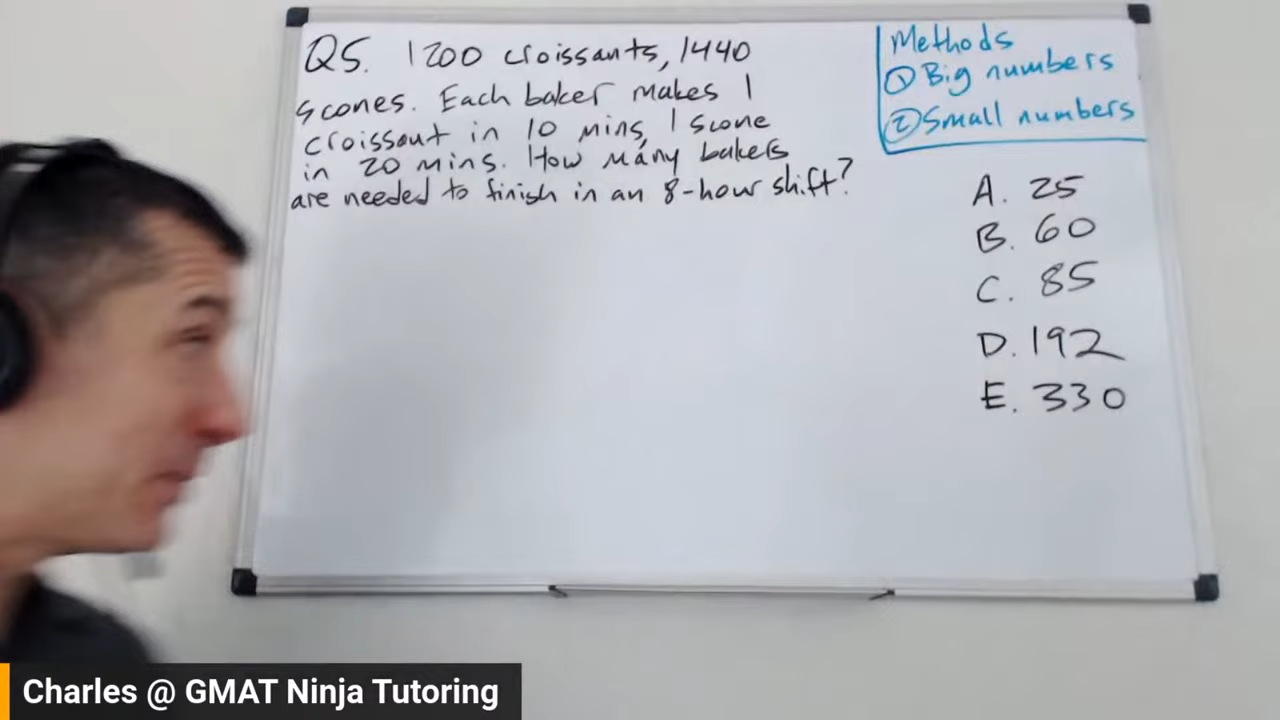 Q5. 1200 croissants, 1440
scones. Each baker makes 1
croissant in 10 mins, 1 scone
in 20 mins. How many bakers
are needed to finish in an 8-hour shift?
Methods
① Big numbers
② Small numbers
A. 25
B. 60
C. 85
D. 192
E. 330
Charles @ GMAT Ninja Tutoring